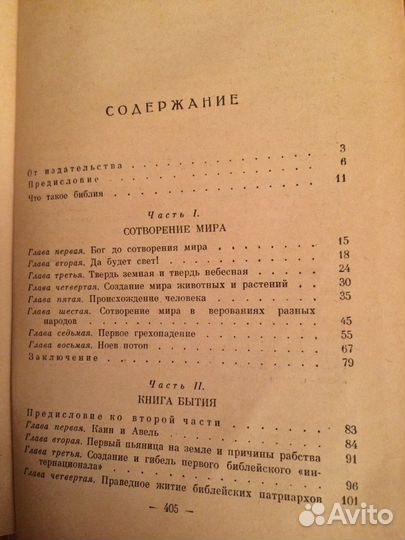 СОДЕРЖАНИЕ
От издательства . . . . . . . . . . . . 3
Предисловие . . . . . . . . . . . . 6
Что такое библия . . . . . . . . . . . . 11
Часть I.
СОТВОРЕНИЕ МИРА
Глава первая. Бог до сотворения мира . . . . . . 15
Глава вторая. Да будет свет! . . . . . . . . 18
Глава третья. Твердь земная и твердь небесная . . . . 24
Глава четвертая. Создание мира животных и растений . . 30
Глава пятая. Происхождение человека . . . . . . 35
Глава шестая. Сотворение мира в верованиях разных
народов . . . . . . . . . . . . 45
Глава седьмая. Первое грехопадение . . . . . . 55
Глава восьмая. Ноев потоп . . . . . . . . 67
Заключение . . . . . . . . . . . . 79
Часть II.
КНИГА БЫТИЯ
Предисловие ко второй части . . . . . . 83
Глава первая. Каин и Авель . . . . . . . . 84
Глава вторая. Первый пьяница на земле и причины рабства 91
Глава третья. Создание и гибель первого библейского «ин-
тернационала» . . . . . . . . . . 96
Глава четвертая. Праведное житие библейских патриархов 101
— 405 —
Avito